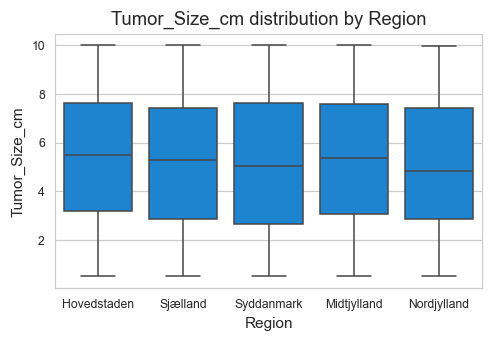 Tumor_Size_cm distribution by Region
10
8
6
4
2
Tumor_Size_cm
Hovedstaden Sjælland Syddanmark Midtjylland Nordjylland
Region